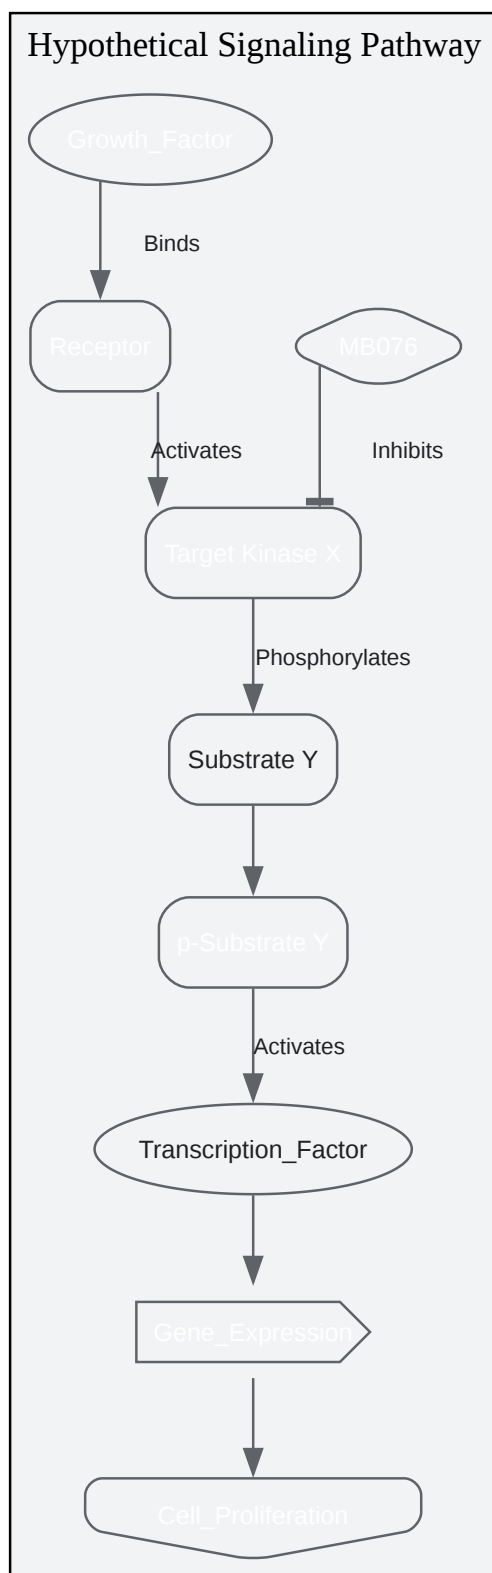 Hypothetical Signaling Pathway
Growth_Factor
Binds
Receptor
MB076
Activates
Inhibits
Target Kinase X
Phosphorylates
Substrate Y
p-Substrate Y
Activates
Transcription_Factor
Gene_Expression
Cell_Proliferation